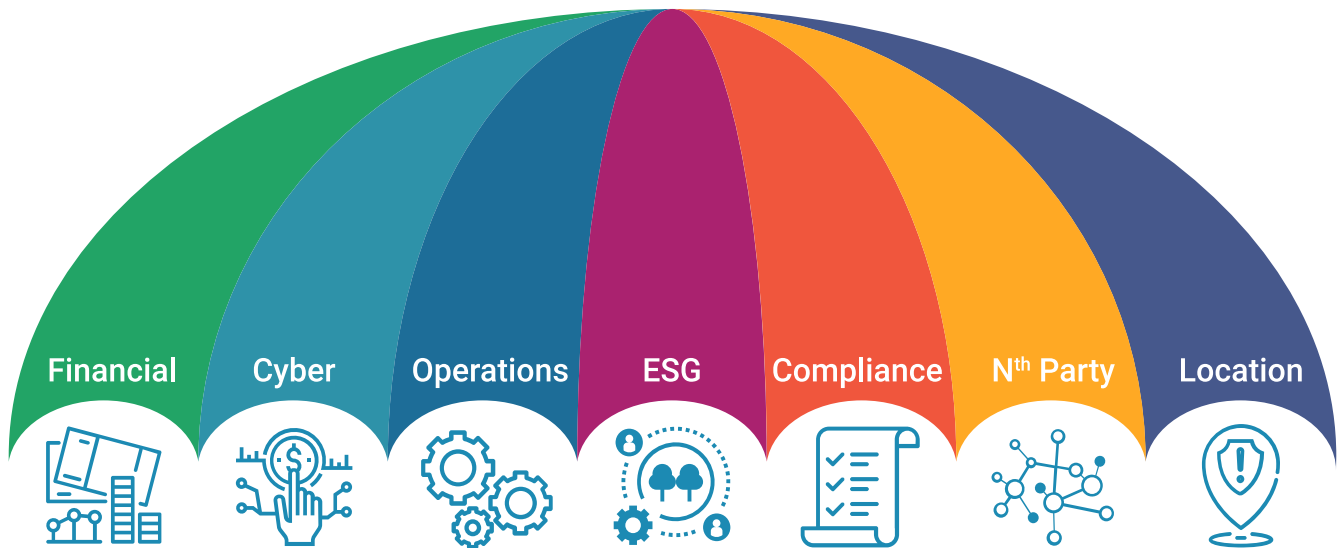 Financial
Cyber
Operations
ESG
Compliance
Nth Party
Location
$
!